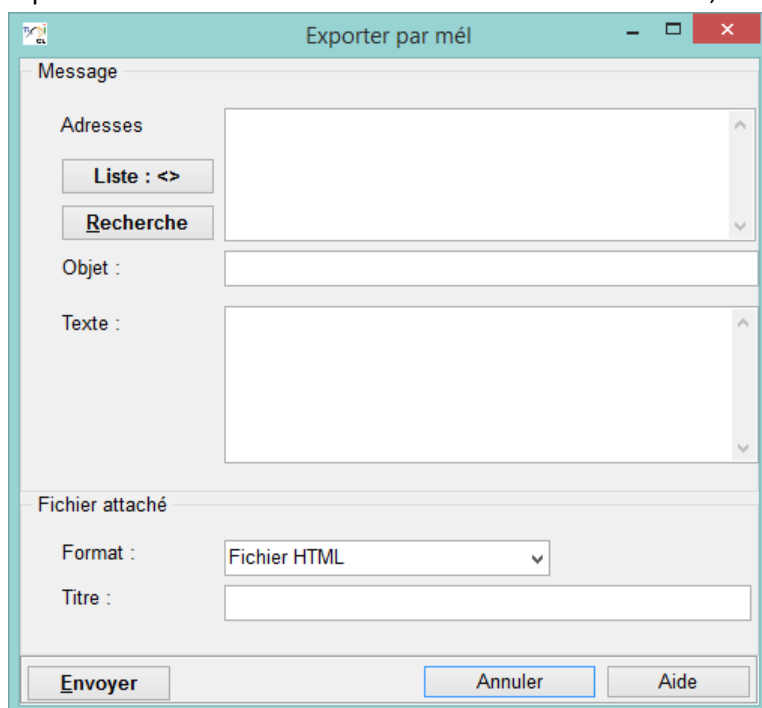 Exporter par mél
Message
Adresses
Liste : <>
Recherche
Objet :
Texte :
Fichier attaché
Format :
Fichier HTML
Titre :
Envoyer
Annuler
Aide